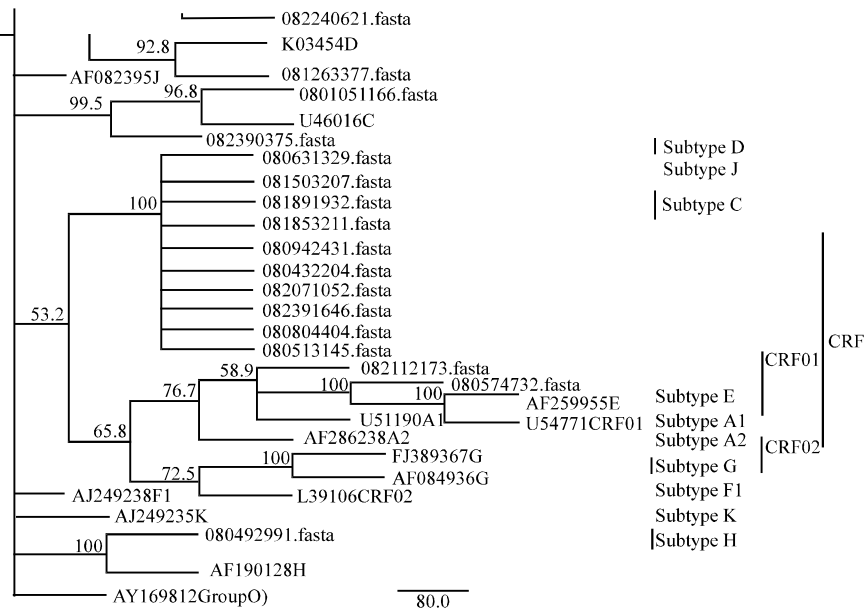 082240621.fasta
92.8
K03454D
AF082395J
081263377.fasta
99.5
96.8
0801051166.fasta
U46016C
082390375.fasta
Subtype D
080631329.fasta
Subtype J
081503207.fasta
100
081891932.fasta
Subtype C
081853211.fasta
080942431.fasta
080432204.fasta
082071052.fasta
53.2
082391646.fasta
080804404.fasta
CRF
080513145.fasta
CRF01
58.9
082112173.fasta
76.7
100
080574732.fasta
100
AF259955E
Subtype E
U51190A1
U54771CRF01
Subtype A1
65.8
AF286238A2
Subtype A2
CRF02
100
FJ389367G
Subtype G
72.5
AF084936G
AJ249238F1
L39106CRF02
Subtype F1
AJ249235K
Subtype K
080492991.fasta
100
Subtype H
AF190128H
AY169812GroupO)
80.0